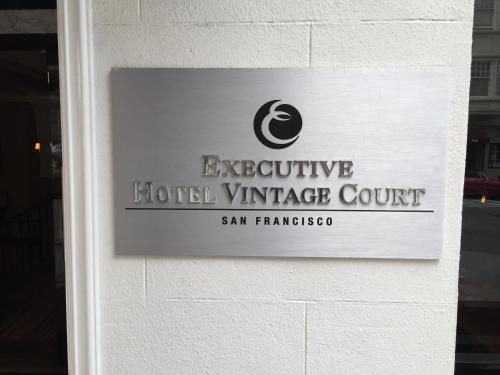 EXECUTIVE
HOTEL VINTAGE COURT
SAN FRANCISCO